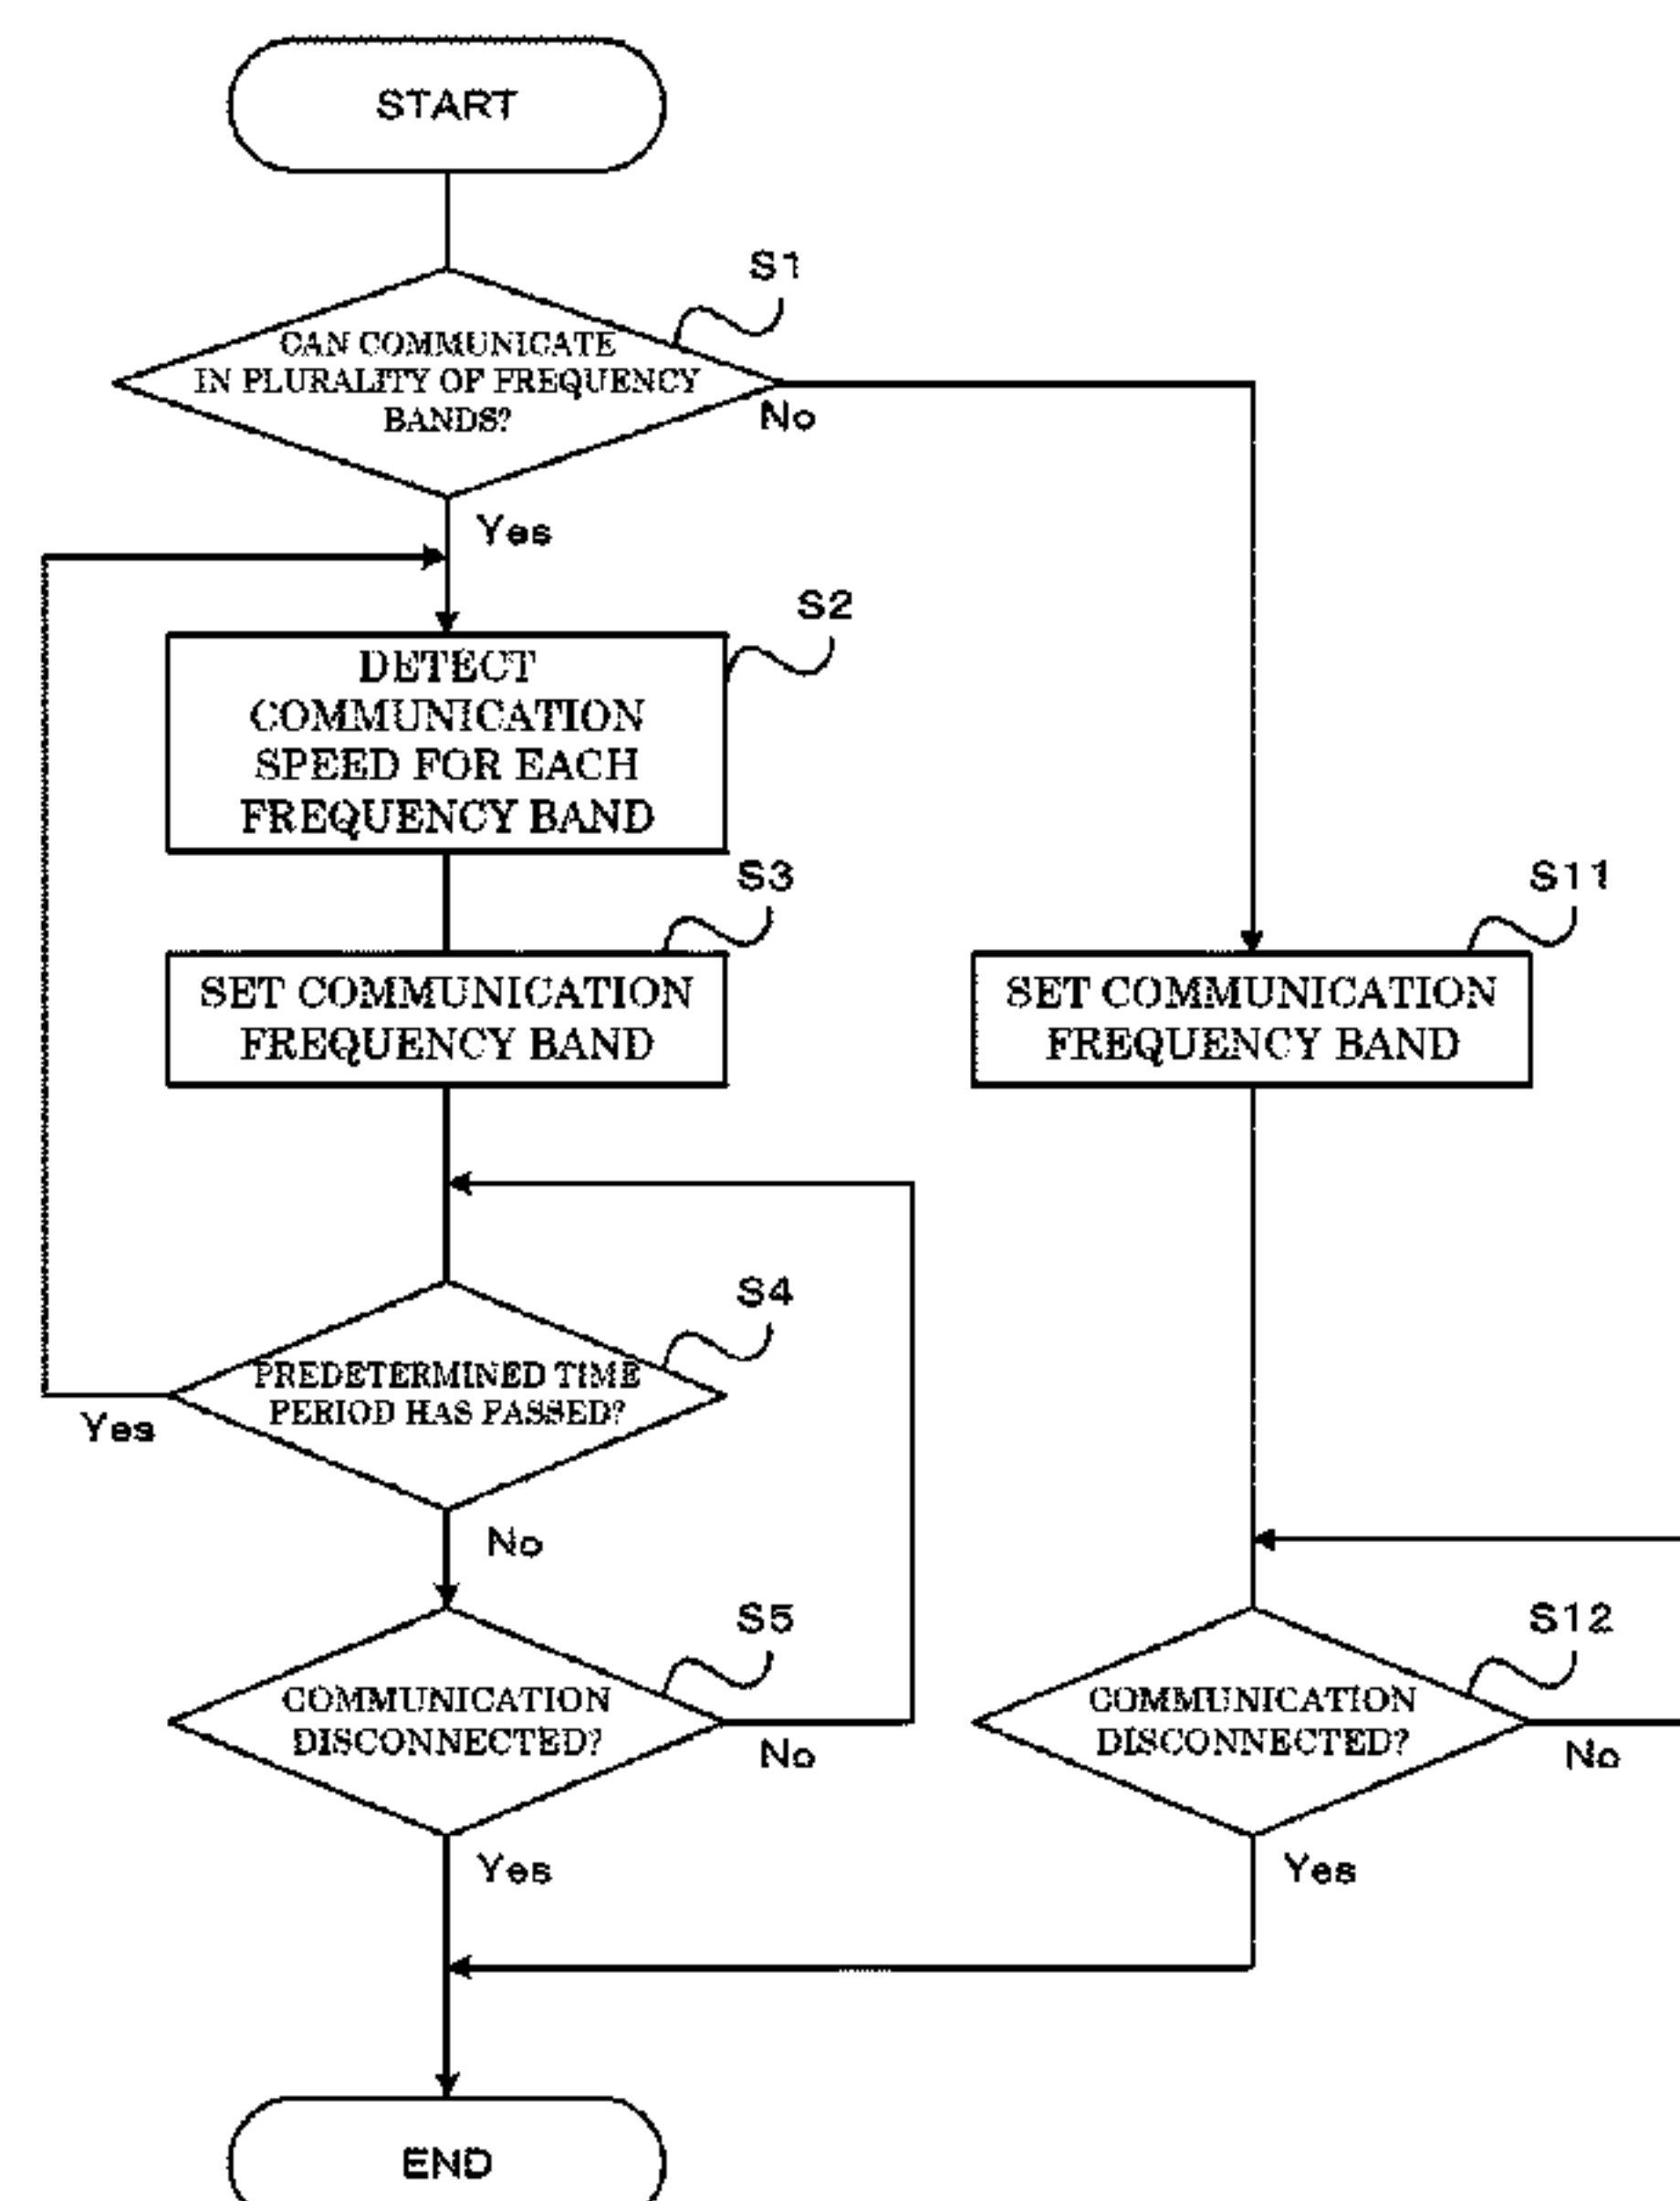 START
S1
CAN COMMUNICATE
IN PLURALITY OF FREQUENCY
BANDS?
No
Yes
S2
DETECT
COMMUNICATION
SPEED FOR EACH
FREQUENCY BAND
S3
SET COMMUNICATION
FREQUENCY BAND
S11
SET COMMUNICATION
FREQUENCY BAND
S4
PREDETERMINED TIME
PERIOD HAS PASSED?
Yes
No
S5
COMMUNICATION
DISCONNECTED?
No
Yes
S12
COMMUNICATION
DISCONNECTED?
No
Yes
END